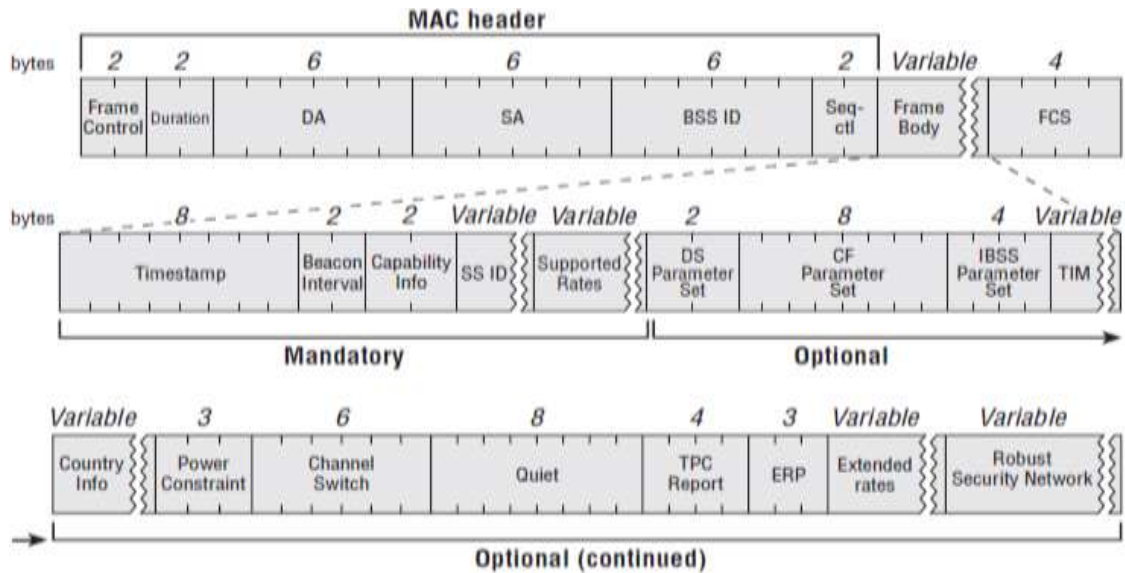 MAC header
bytes 2 2 6 6 6 2 Variable 4
Frame Control Duration DA SA BSS ID Seq-ctl Frame Body FCS
bytes 8 2 2 Variable Variable 2 8 4 Variable
Timestamp Beacon Interval Capability Info SS ID Supported Rates DS Parameter Set CF Parameter Set IBSS Parameter Set TIM
Mandatory Optional
Variable 3 6 8 4 3 Variable Variable
Country Info Power Constraint Channel Switch Quiet TPC Report ERP Extended rates Robust Security Network
Optional (continued)